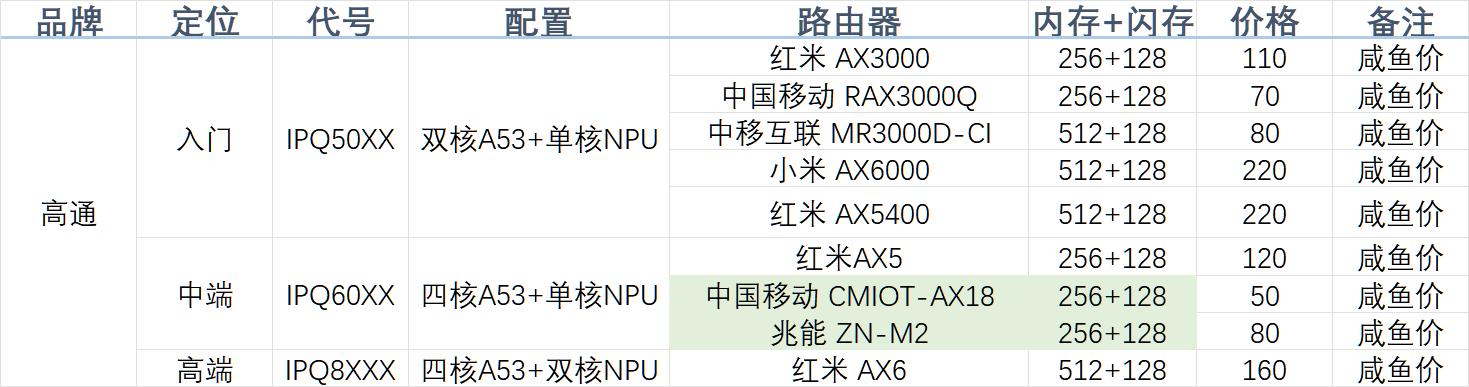 品牌 定位 代号 配置 路由器 内存+闪存 价格 备注
红米 AX3000 256+128 110 咸鱼价
中国移动 RAX3000Q 256+128 70 咸鱼价
入门 IPQ50XX 双核A53+单核NPU 中移互联 MR3000D-CI 512+128 80 咸鱼价
小米 AX6000 512+128 220 咸鱼价
高通 红米 AX5400 512+128 220 咸鱼价
红米AX5 256+128 120 咸鱼价
中端 IPQ60XX 四核A53+单核NPU 中国移动 CMIOT-AX18 256+128 50 咸鱼价
兆能 ZN-M2 256+128 80 咸鱼价
高端 IPQ8XXX 四核A53+双核NPU 红米 AX6 512+128 160 咸鱼价